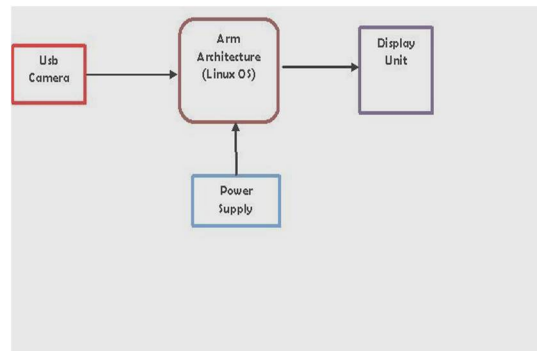 Usb
Camera
Arm
Architecture
(Linux OS)
Display
Unit
Power
Supply